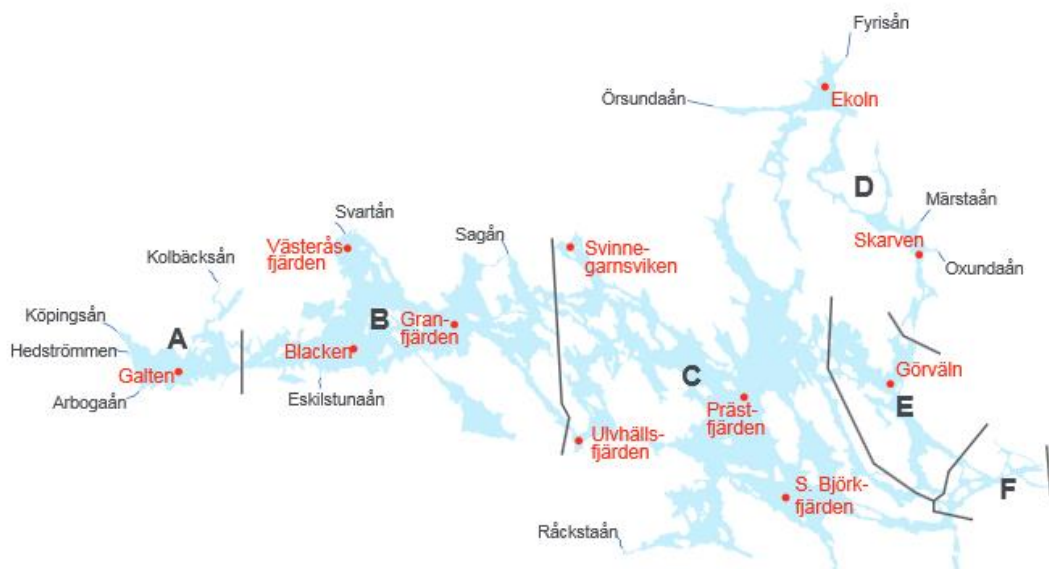 Fyrisån
Örsundaån
Ekoln
D
Märstaån
Skarven
Oxundaån
Svartån
Västerås
fjärden
Sagån
Svinne-
garnsviken
Kolbäcksån
Köpingsån
A
B
Gran-
fjärden
Hedströmmen
Galten
Blacken
Arbogaån
Eskilstunaån
C
Görväln
E
Präst-
fjärden
Ulvhälls-
fjärden
S. Björk-
fjärden
F
Råckstaån